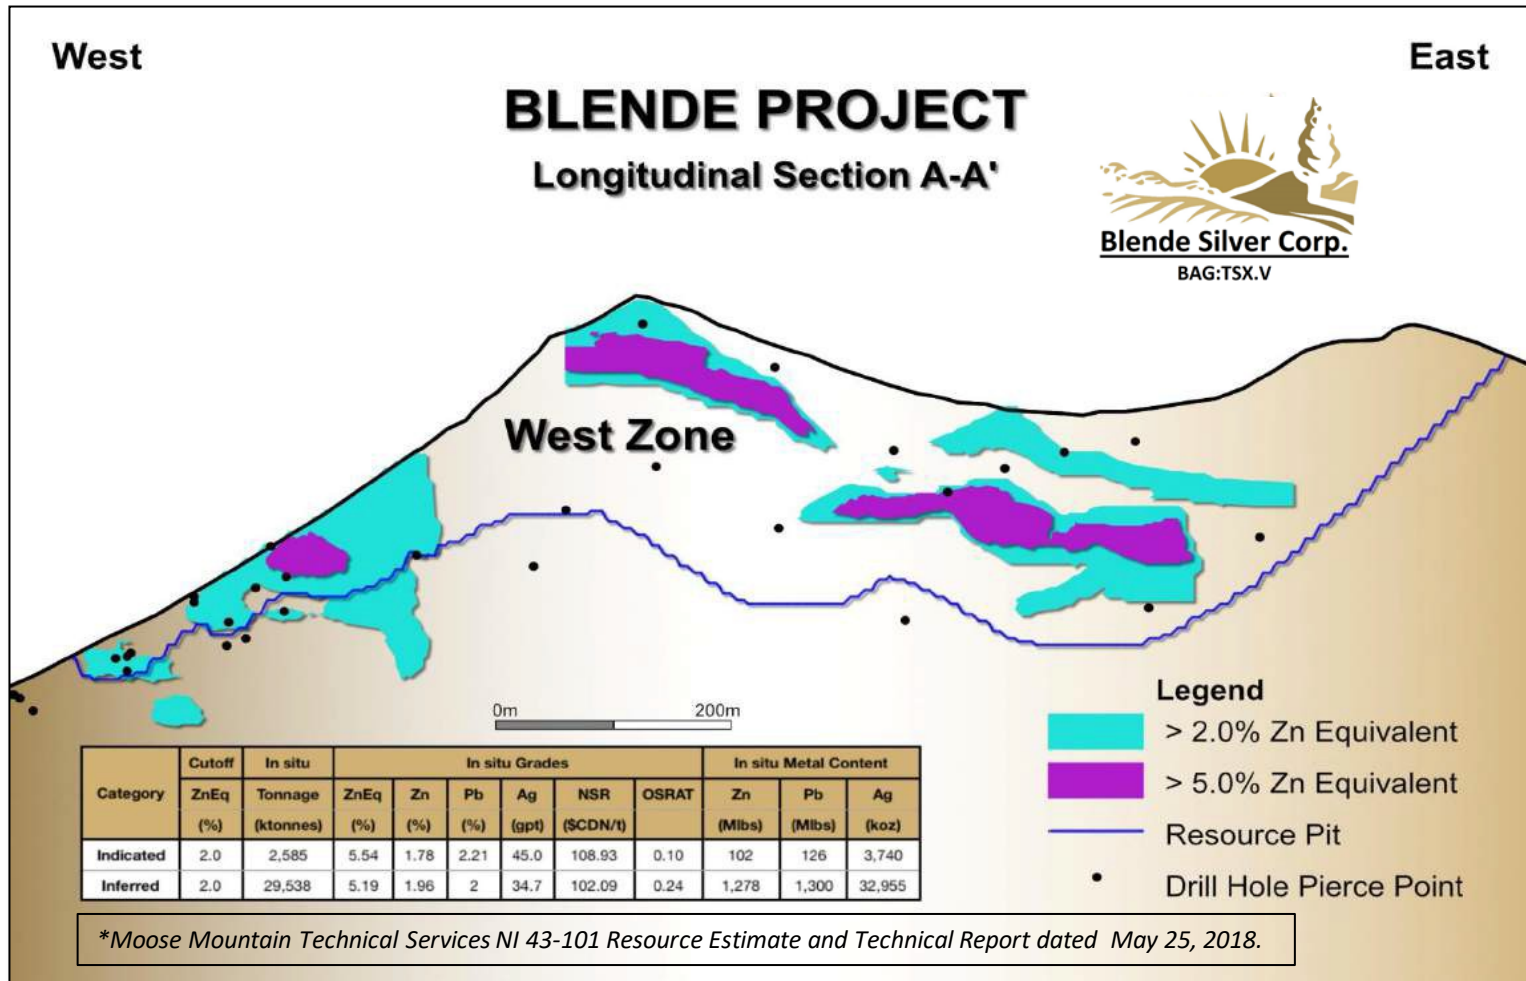 West
East
BLENDE PROJECT
Longitudinal Section A-A'
Blende Silver Corp.
BAG:TSX.V
West Zone
0m 200m
Legend
> 2.0% Zn Equivalent
> 5.0% Zn Equivalent
Resource Pit
Drill Hole Pierce Point
Category Cutoff In situ In situ Grades In situ Metal Content
ZnEq Tonnage ZnEq Zn Pb Ag NSR OSRAT Zn Pb Ag
(%) (ktonnes) (%) (%) (%) (gpt) ($CDN/t) (Mlbs) (Mlbs) (koz)
Indicated 2.0 2,585 5.54 1.78 2.21 45.0 108.93 0.10 102 126 3,740
Inferred 2.0 29,538 5.19 1.96 2 34.7 102.09 0.24 1,278 1,300 32,955
*Moose Mountain Technical Services NI 43-101 Resource Estimate and Technical Report dated May 25, 2018.